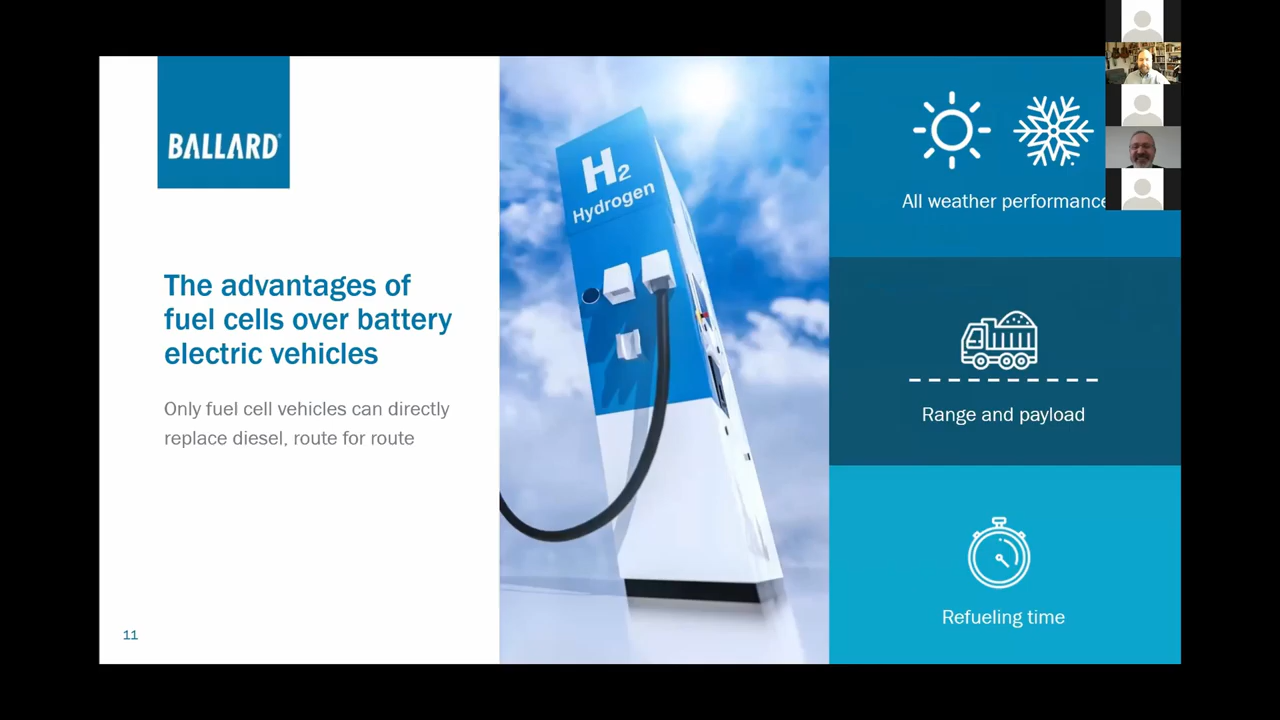 BALLARD®
The advantages of
fuel cells over battery
electric vehicles
Only fuel cell vehicles can directly
replace diesel, route for route
11
H2
Hydrogen
All weather performance
Range and payload
Refueling time